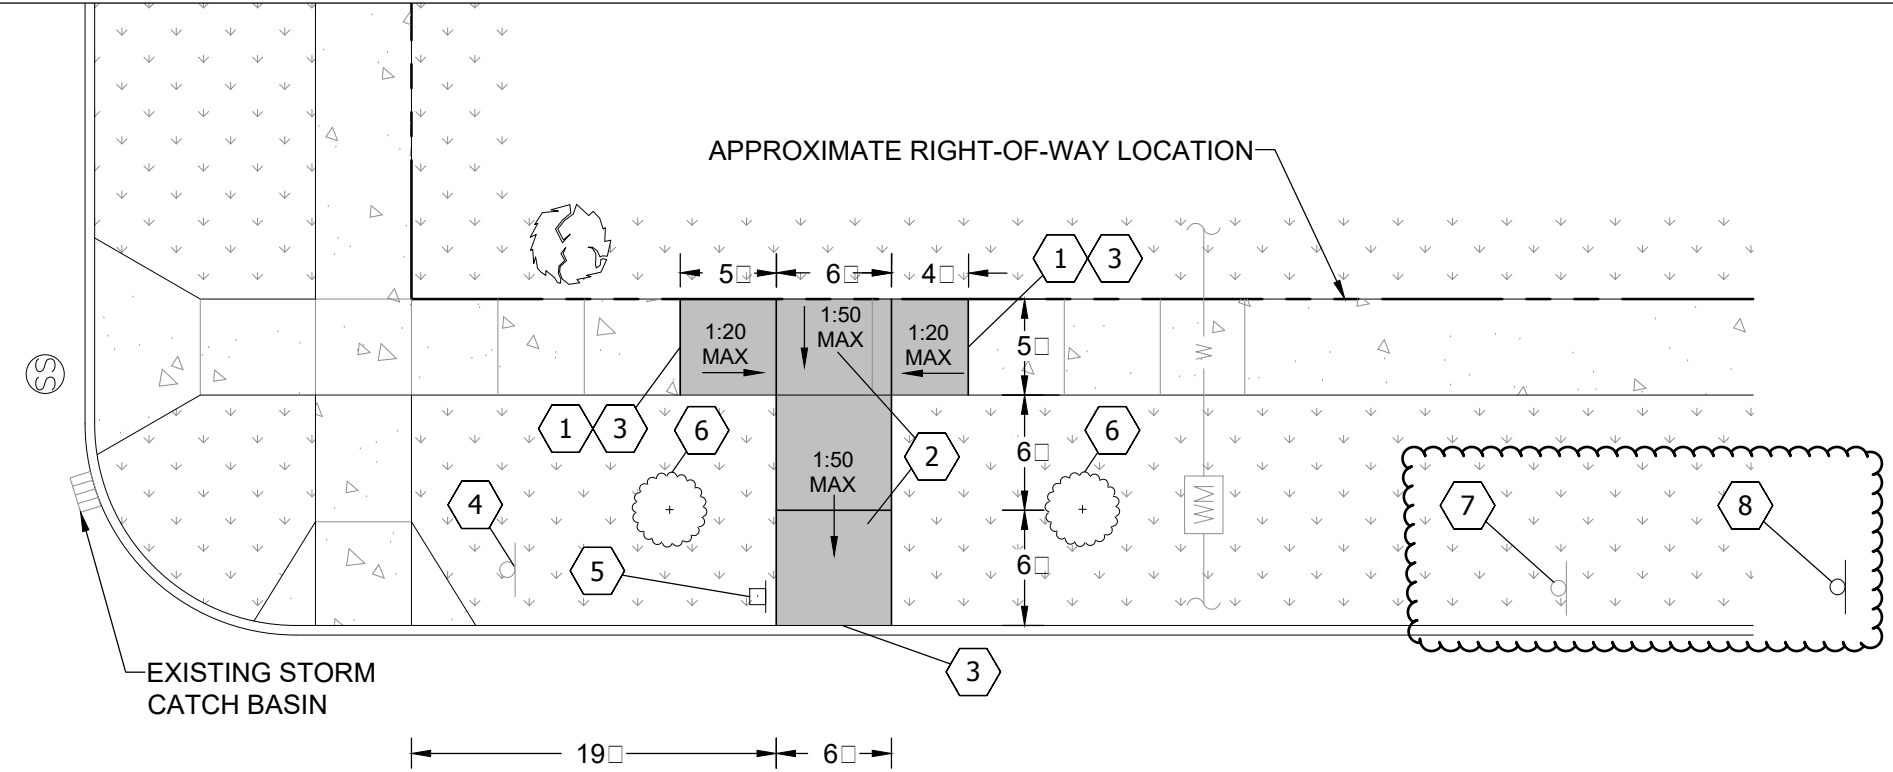 APPROXIMATE RIGHT-OF-WAY LOCATION
1 3
5□ 6□ 4□
1:20
MAX
1:50
MAX
1:20
MAX
5□
W
SS
1 3
6
6
2
6□
1:50
MAX
4
WM
7
8
5
6□
3
EXISTING STORM
CATCH BASIN
19□ 6□